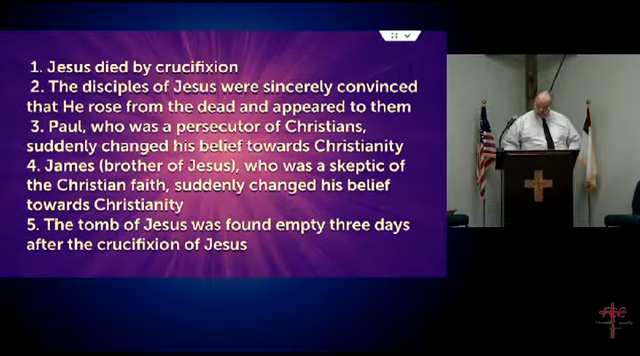 1. Jesus died by crucifixion
2. The disciples of Jesus were sincerely convinced
that He rose from the dead and appeared to them
3. Paul, who was a persecutor of Christians,
suddenly changed his belief towards Christianity
4. James (brother of Jesus), who was a skeptic of
the Christian faith, suddenly changed his belief
towards Christianity
5. The tomb of Jesus was found empty three days
after the crucifixion of Jesus